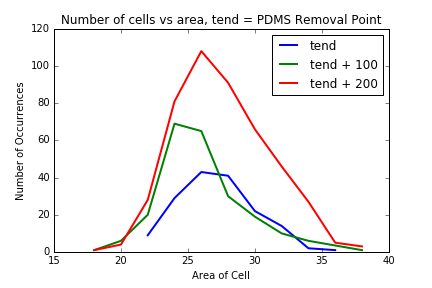 Number of cells vs area, tend = PDMS Removal Point
120
100
80
60
40
20
0
Number of Occurrences
tend
tend + 100
tend + 200
15
20
25
30
35
40
Area of Cell